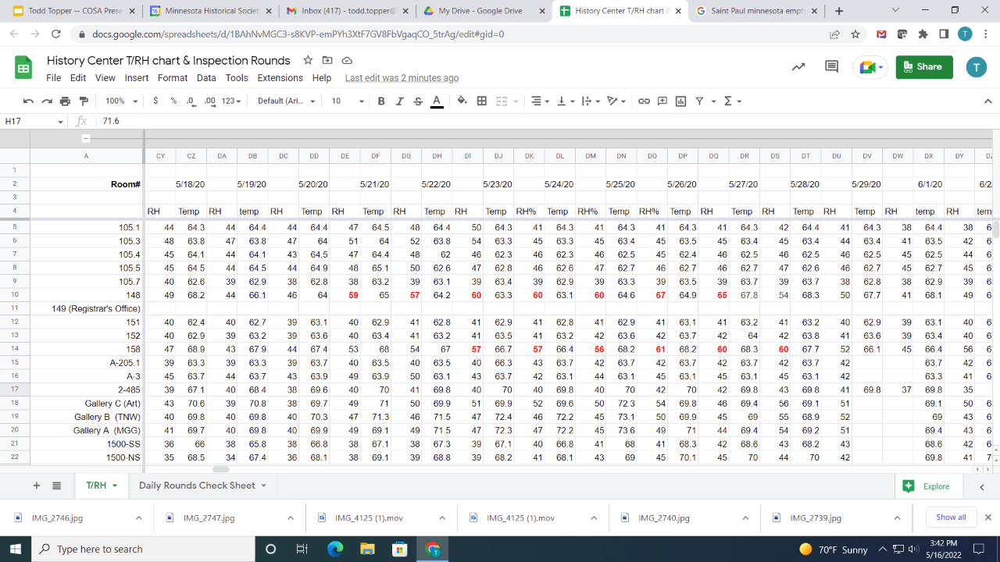 Todd Topper -- COSA Prese
Minnesota Historical Societ
Inbox (417) - todd.topper@
My Drive - Google Drive
History Center T/RH chart &
Saint Paul minnesota empt
docs.google.com/spreadsheets/d/1BAhNvMGC3-s8KVP-emPYh3XtF7GV8FbVgaqCO_5trAg/edit#gid=0
T
History Center T/RH chart & Inspection Rounds
Share
T
File Edit View Insert Format Data Tools Extensions Help Last edit was 2 minutes ago
100% $ % .0 .00 123 Default (Ari... 10 B I S A
H17 fx 71.6
A CY CZ DA DB DC DD DE DF DG DH DI DJ DK DL DM DN DO DP DQ DR DS DT DU DV DW DX DY DZ
1
2 Room# 5/18/20 5/19/20 5/20/20 5/21/20 5/22/20 5/23/20 5/24/20 5/25/20 5/26/20 5/27/20 5/28/20 5/29/20 6/1/20 6/2
3
4 RH Temp RH temp RH Temp RH Temp RH Temp RH Temp RH% Temp RH% Temp RH% Temp RH Temp RH Temp RH Temp RH temp RH tem
5 105.1 44 64.3 44 64.4 44 64.4 47 64.5 48 64.4 50 64.3 41 64.3 41 64.3 41 64.3 41 64.3 42 64.4 41 64.3 38 64.4 38 6
6 105.3 48 63.8 47 63.8 47 64 51 64 52 63.8 54 63.3 45 63.3 45 63.4 45 63.5 45 63.4 45 63.4 44 63.4 41 63.5 42 6
7 105.4 45 64.1 44 64.1 43 64.5 47 64.4 48 62 46 62.3 46 62.3 46 62.5 45 62.4 46 62.5 46 62.5 46 62.5 45 62.5 44 6
8 105.5 45 64.5 44 64.5 44 64.9 48 65.1 50 62.6 47 62.8 46 62.6 47 62.7 46 62.7 46 62.7 47 62.6 46 62.7 45 62.7 45 6
9 105.7 40 62.6 39 62.9 38 62.8 38 63.2 39 63.1 39 63.4 39 62.9 39 63.3 39 63.5 39 63.7 39 63.7 38 62.8 38 62.9 39 6
10 148 49 68.2 44 66.1 46 64 59 65 57 64.2 60 63.3 60 63.1 60 64.6 67 64.9 65 67.8 54 68.3 50 67.7 41 68.1 49 6
11 149 (Registrar's Office)
12 151 40 62.4 40 62.7 39 63.1 40 62.9 41 62.8 41 62.9 41 62.8 41 62.9 41 63.1 41 63.2 41 63.2 40 62.9 39 63.1 40 6
13 152 40 62.9 39 63.2 39 63.6 40 63.4 41 63.2 41 63.5 41 63.2 42 63.6 42 63.7 42 64 42 63.8 41 63.6 39 63.4 40 6
14 158 47 68.9 43 67.9 44 67.4 53 68 54 67 57 66.7 57 66.4 56 68.2 61 68.2 60 68.3 60 67.7 52 66.1 45 66.4 56 6
15 A-205.1 39 63.3 39 63.3 39 63.7 40 63.5 40 63.5 40 66.3 43 63.7 42 63.7 42 63.7 42 63.7 42 63.7 42 63.7 42 6
16 A-3 45 63.7 44 63.7 43 63.9 49 63.9 50 63.1 43 63.7 42 63.1 44 63.1 45 63.1 45 63.1 45 63.1 42 63.3 41 6
17 2-485 39 67.1 40 68.4 38 69.6 40 70 41 69.8 40 70 40 69.8 40 70 42 70 42 69.8 43 69.8 41 69.8 37 69.8 35
18 Gallery C (Art) 43 70.6 39 70.8 38 69.7 49 71 50 69.9 51 69.9 52 69.6 50 72.3 54 69.8 46 69.4 56 69.1 51 69.1 50 6
19 Gallery B (TNW) 40 69.8 40 69.8 40 70.3 47 71.3 46 71.5 47 72.4 46 72.2 45 73.1 50 69.9 45 69 55 68.9 52 69 43 6
20 Gallery A (MGG) 41 69.7 40 69.8 40 69.9 49 69.1 49 71.5 47 72.3 47 72.2 45 73.6 49 71 44 69.4 54 69.2 51 69.4 43 6
21 1500-SS 36 66 38 65.8 38 66.8 38 67.1 38 67.3 39 67.1 40 66.8 41 68 41 68.3 42 68.6 43 68.2 43 68.6 42 6
22 1500-NS 35 68.5 34 67.4 36 68.1 38 69.1 39 68.8 39 68.2 41 68.1 43 69 45 70.1 45 70 44 70 42 69.8 41 7
T/RH Daily Rounds Check Sheet Explore
IMG_2746.jpg IMG_2747.jpg IMG_4125 (1).mov IMG_4125 (1).mov IMG_2740.jpg IMG_2739.jpg Show all
Type here to search 70°F Sunny 3:42 PM
5/16/2022